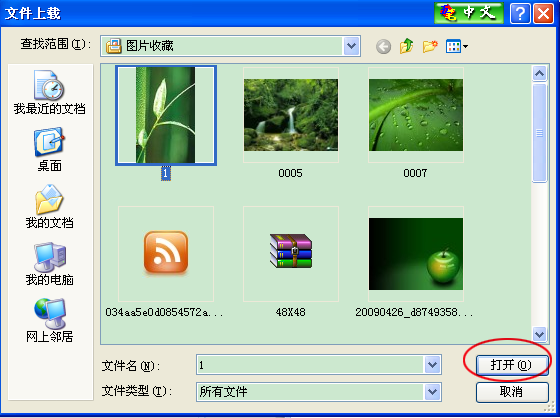 文件上载
中文
查找范围(I):
图片收藏
我最近的文档
桌面
我的文档
我的电脑
网上邻居
1
0005
0007
034aa5e0d0854572a...
48X48
20090426_d8749358...
文件名(N):
1
打开(O)
文件类型(T):
所有文件
取消